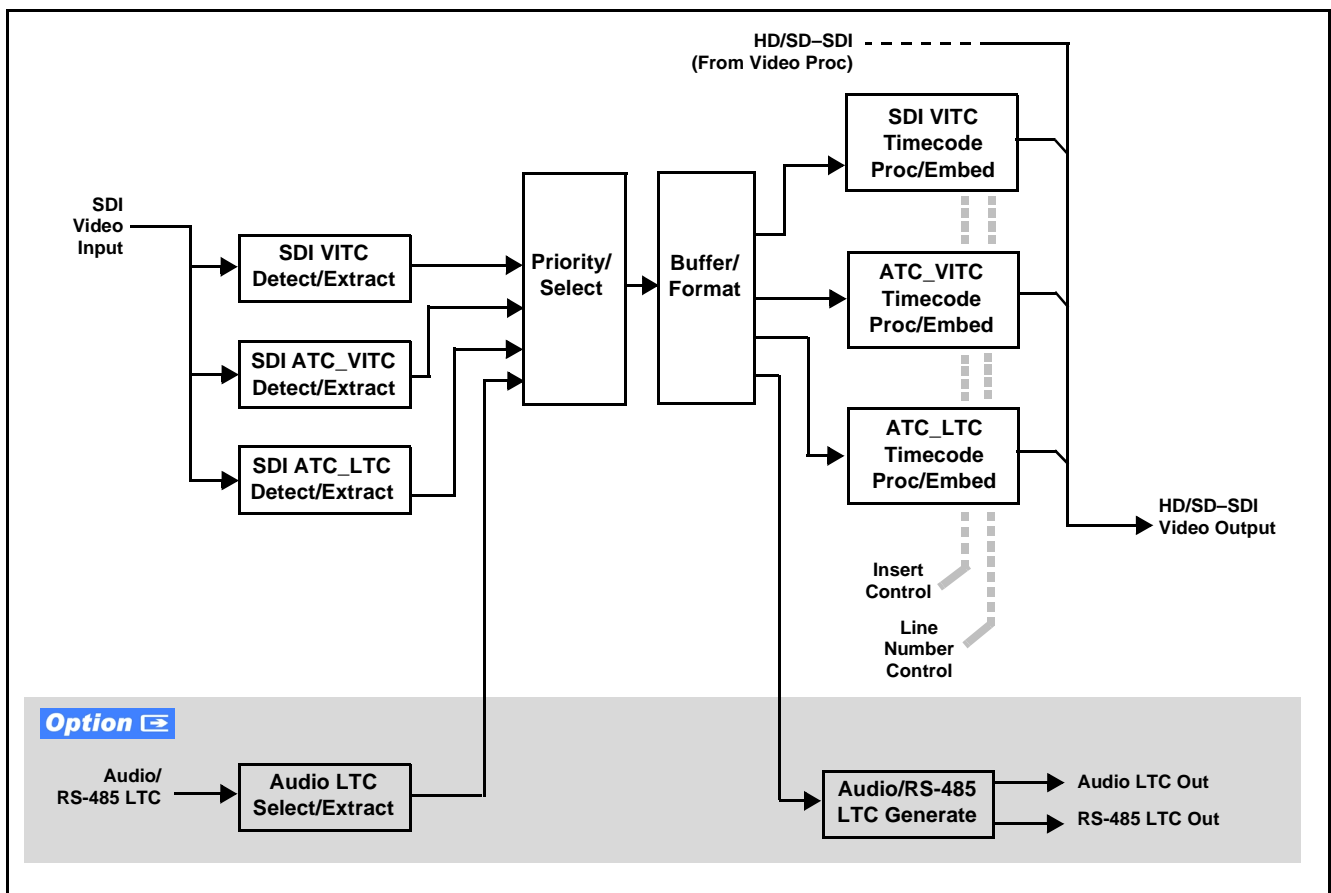 HD/SD–SDI
(From Video Proc)
SDI VITC
Timecode
Proc/Embed
SDI
Video
Input
SDI VITC
Detect/Extract
Priority/
Select
Buffer/
Format
ATC_VITC
Timecode
Proc/Embed
SDI ATC_VITC
Detect/Extract
ATC_LTC
Timecode
Proc/Embed
SDI ATC_LTC
Detect/Extract
HD/SD–SDI
Video Output
Insert
Control
Line
Number
Control
Option
Audio/
RS-485 LTC
Audio LTC
Select/Extract
Audio/RS-485
LTC Generate
Audio LTC Out
RS-485 LTC Out